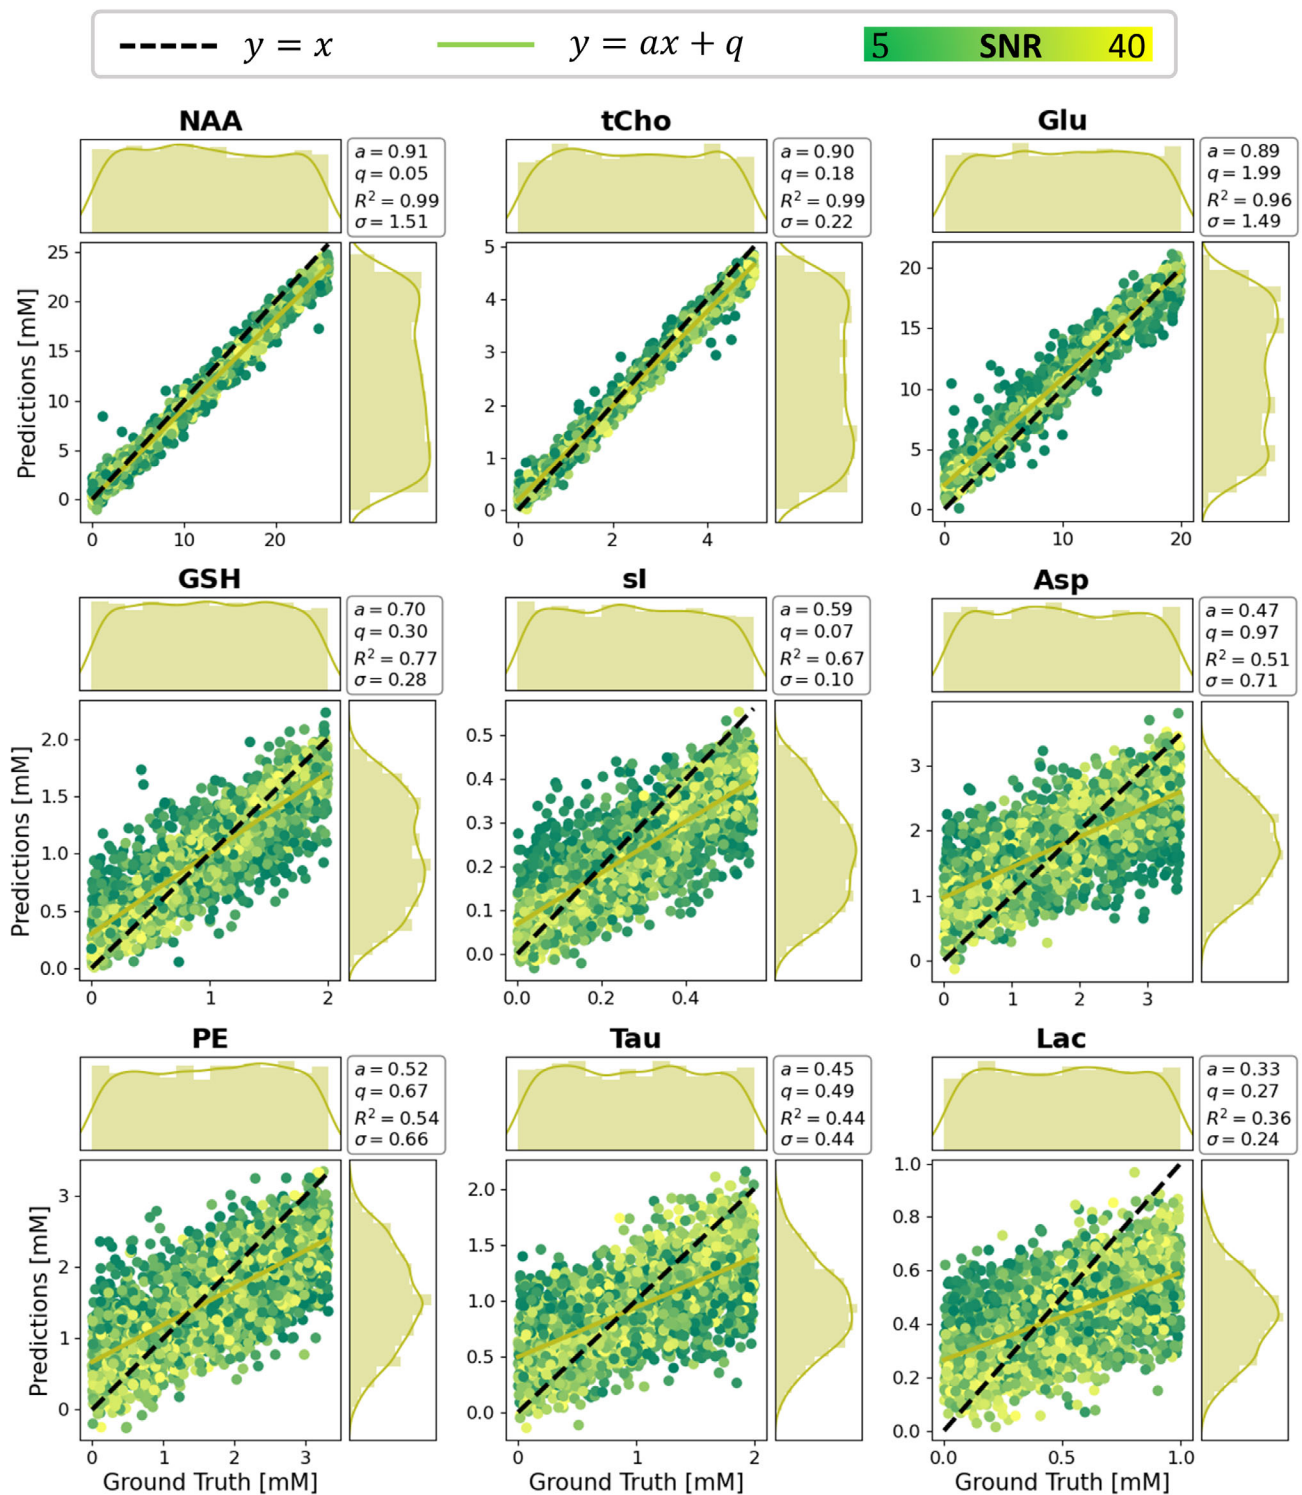 y = x
y = ax + q
5 SNR 40
NAA
a = 0.91
q = 0.05
R² = 0.99
σ = 1.51
tCho
a = 0.90
q = 0.18
R² = 0.99
σ = 0.22
Glu
a = 0.89
q = 1.99
R² = 0.96
σ = 1.49
Predictions [mM]
25
20
15
10
5
0
0 10 20
5
4
3
2
1
0
0 2 4
20
15
10
5
0
0 10 20
GSH
a = 0.70
q = 0.30
R² = 0.77
σ = 0.28
sI
a = 0.59
q = 0.07
R² = 0.67
σ = 0.10
Asp
a = 0.47
q = 0.97
R² = 0.51
σ = 0.71
Predictions [mM]
2.0
1.5
1.0
0.5
0.0
0 1 2
0.5
0.4
0.3
0.2
0.1
0.0
0.0 0.2 0.4
3
2
1
0
0 1 2 3
PE
a = 0.52
q = 0.67
R² = 0.54
σ = 0.66
Tau
a = 0.45
q = 0.49
R² = 0.44
σ = 0.44
Lac
a = 0.33
q = 0.27
R² = 0.36
σ = 0.24
Predictions [mM]
3
2
1
0
0 1 2 3
Ground Truth [mM]
2.0
1.5
1.0
0.5
0.0
0 1 2
Ground Truth [mM]
1.0
0.8
0.6
0.4
0.2
0.0
0.0 0.5 1.0
Ground Truth [mM]